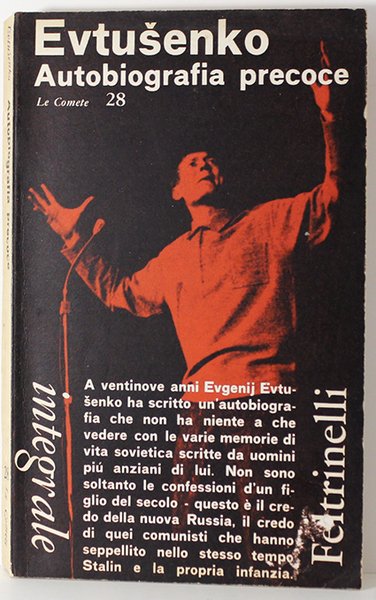 Evtušenko
Autobiografia precoce
Le Comete 28
A ventinove anni Evgenij Evtu-
šenko ha scritto un'autobiogra-
fia che non ha niente a che
vedere con le varie memorie di
vita sovietica scritte da uomini
piú anziani di lui. Non sono
soltanto le confessioni d'un fi-
glio del secolo - questo è il cre-
do della nuova Russia, il credo
di quei comunisti che hanno
seppellito nello stesso tempo
Stalin e la propria infanzia.
integrale
Feltrinelli
Autobiografia precoce